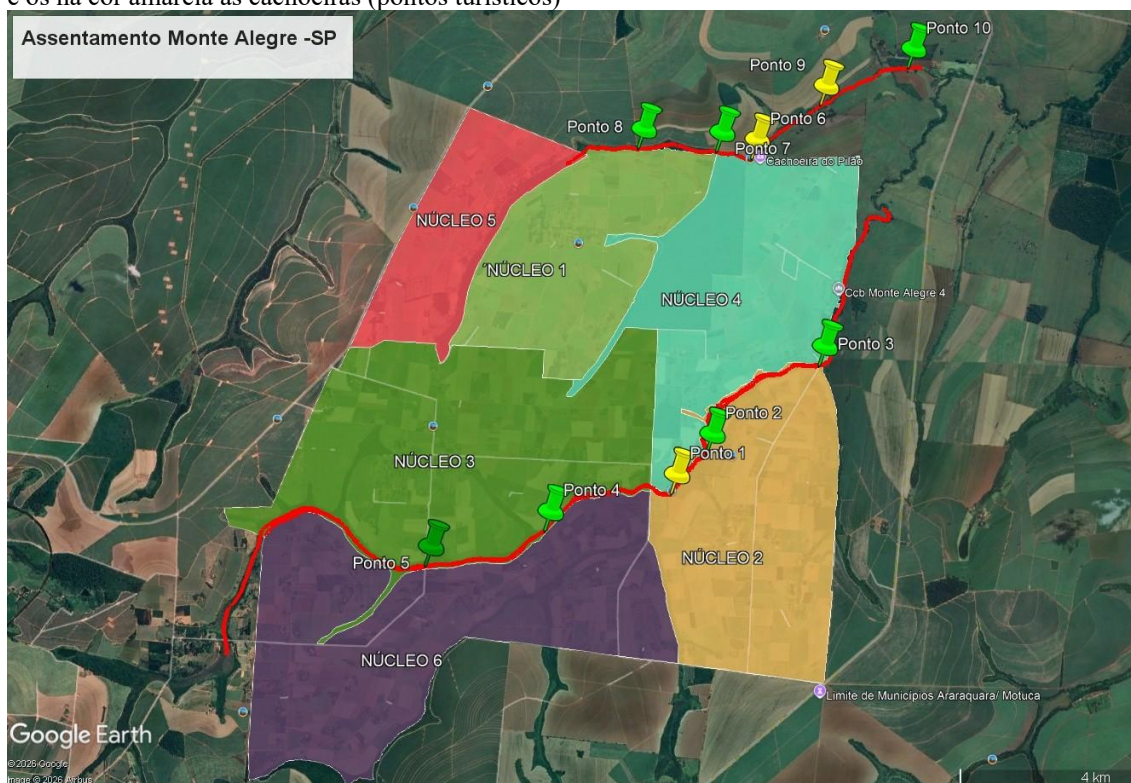 e os na cor amarela as cachoeiras (pontos turísticos)
Assentamento Monte Alegre -SP
Ponto 10
Ponto 9
Ponto 8
Ponto 6
Ponto 7
Cachoeira do Pilão
NÚCLEO 5
NÚCLEO 1
NÚCLEO 4
Ccb Monte Alegre 4
Ponto 3
Ponto 2
Ponto 1
NÚCLEO 3
Ponto 4
Ponto 5
NÚCLEO 2
NÚCLEO 6
Limite de Municípios Araraquara/ Motuca
Google Earth
© 2026 Google
Image © 2026 Airbus
4 km